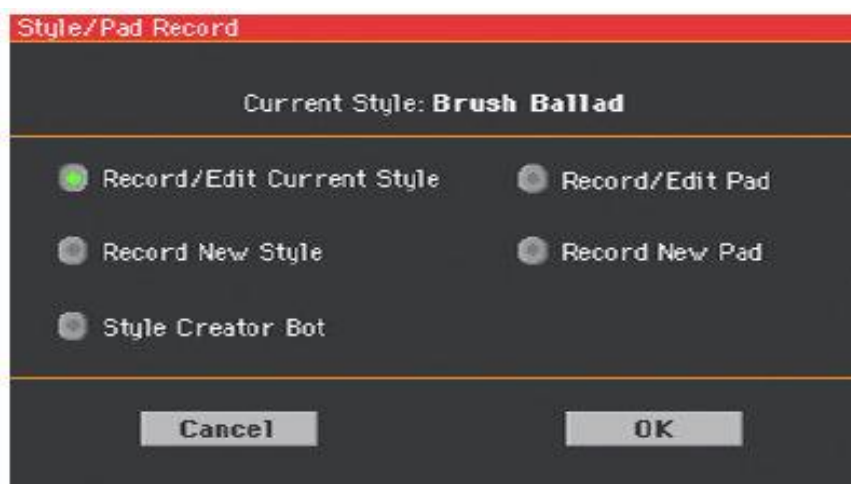 Style/Pad Record
Current Style: Brush Ballad
Record/Edit Current Style
Record/Edit Pad
Record New Style
Record New Pad
Style Creator Bot
Cancel
OK